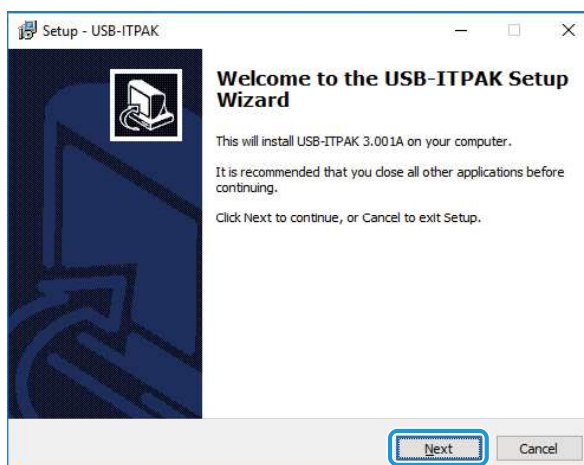 Setup - USB-ITPAK
Welcome to the USB-ITPAK Setup
Wizard
This will install USB-ITPAK 3.001A on your computer.
It is recommended that you close all other applications before
continuing.
Click Next to continue, or Cancel to exit Setup.
Next Cancel